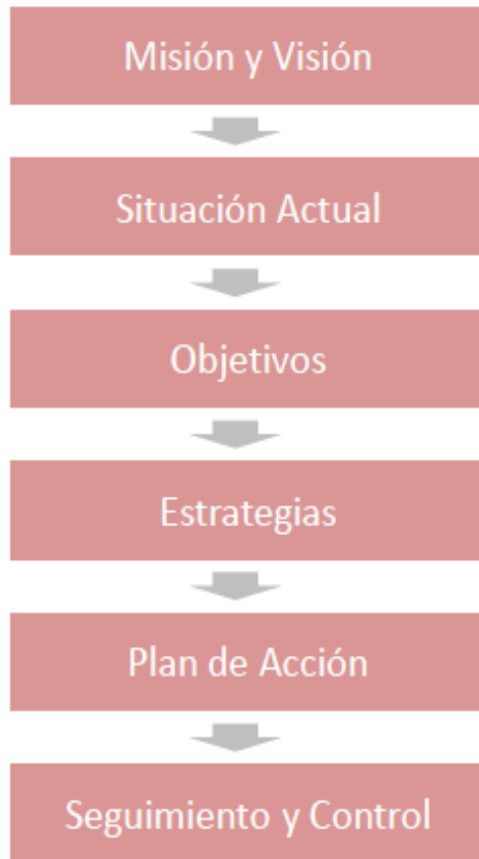 Misión y Visión
Situación Actual
Objetivos
Estrategias
Plan de Acción
Seguimiento y Control